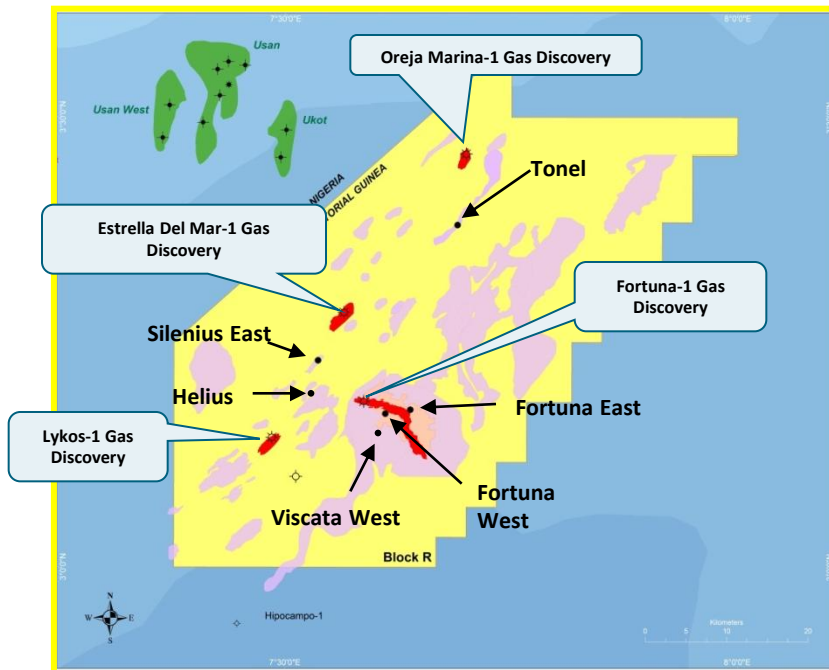 7°30'0"E
8°0'0"E
Usan
Oreja Marina-1 Gas Discovery
Usan West
Ukot
NIGERIA
TORIAL GUINEA
Tonel
Estrella Del Mar-1 Gas
Discovery
Fortuna-1 Gas
Discovery
Silenius East
Helius
Fortuna East
Lykos-1 Gas
Discovery
Fortuna
West
Viscata West
Block R
N
W
E
S
Hipocampo-1
Kilometers
0
5
10
20
7°30'0"E
8°0'0"E